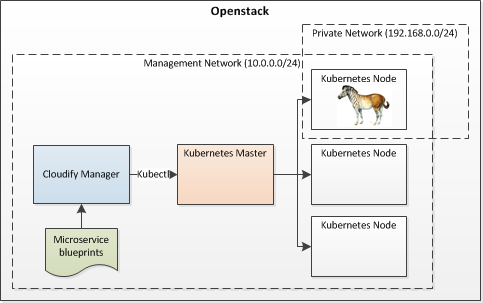 Openstack
Private Network (192.168.0.0/24)
Management Network (10.0.0.0/24)
Kubernetes Node
Kubernetes Master
Kubernetes Node
Cloudify Manager
Kubectl
Microservice
blueprints
Kubernetes Node